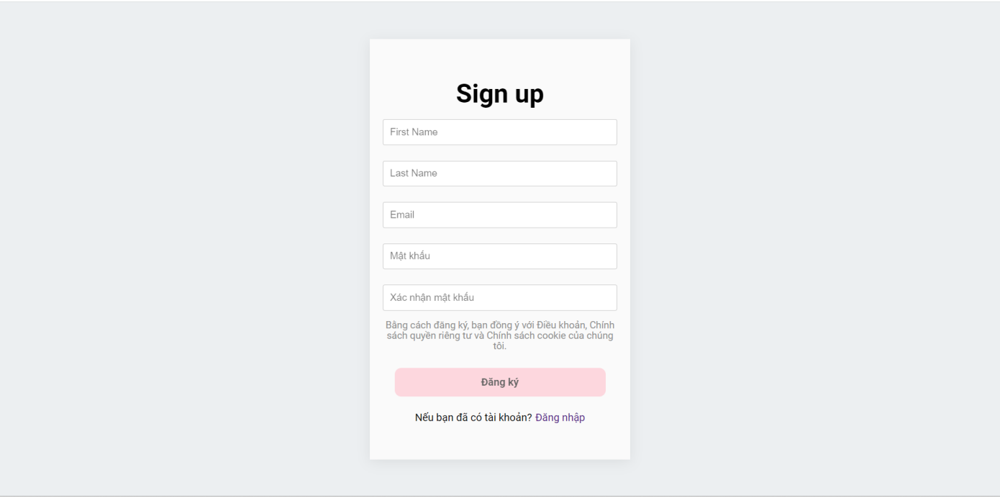 Sign up
First Name
Last Name
Email
Mật khẩu
Xác nhận mật khẩu
Bằng cách đăng ký, bạn đồng ý với Điều khoản, Chính
sách quyền riêng tư và Chính sách cookie của chúng
tôi.
Đăng ký
Nếu bạn đã có tài khoản? Đăng nhập